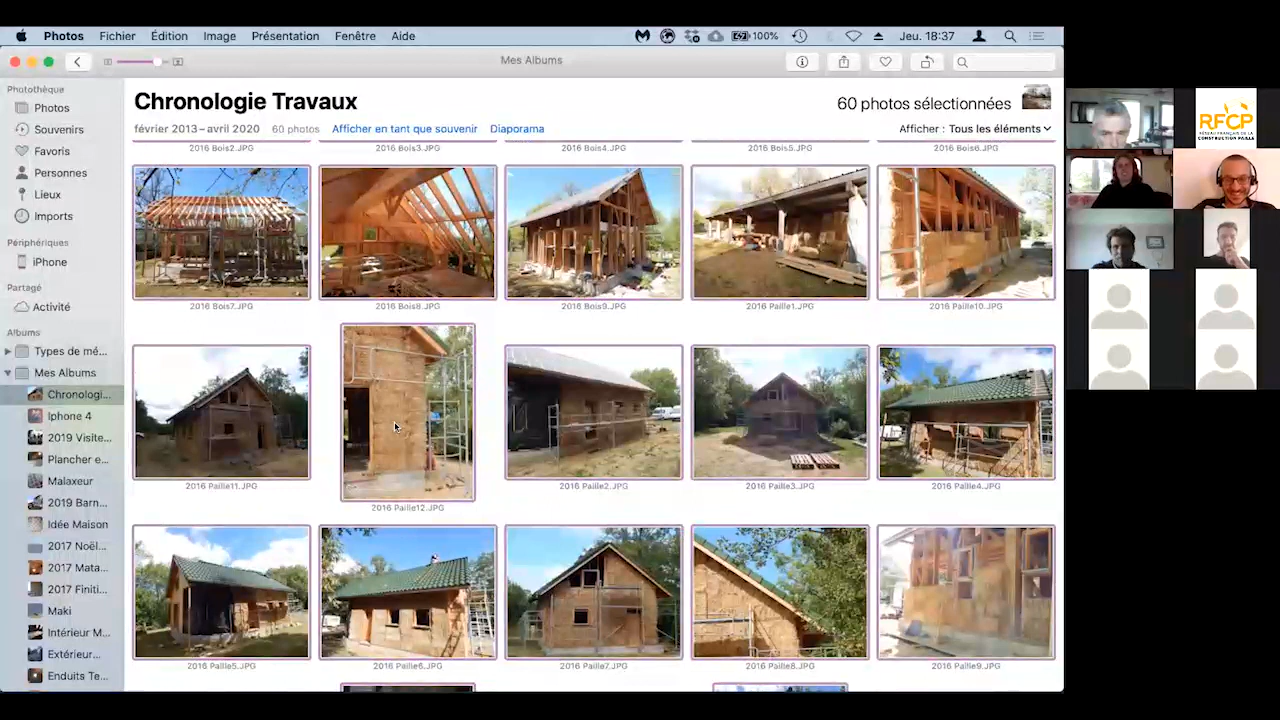 Photos Fichier Édition Image Présentation Fenêtre Aide 100% Jeu. 18:37
Mes Albums
Photothèque
Photos
Souvenirs
Favoris
Personnes
Lieux
Imports
Périphériques
iPhone
Partagé
Activité
Albums
Types de mé...
Mes Albums
Chronologi...
Iphone 4
2019 Visite...
Plancher e...
Malaxeur
2019 Barn...
Idée Maison
2017 Noël...
2017 Mata...
2017 Finiti...
Maki
Intérieur M...
Extérieur...
Enduits Te...
Chronologie Travaux
60 photos sélectionnées
février 2013 – avril 2020 60 photos Afficher en tant que souvenir Diaporama
Afficher : Tous les éléments
2016 Bois2.JPG 2016 Bois3.JPG 2016 Bois4.JPG 2016 Bois5.JPG 2016 Bois6.JPG
2016 Bois7.JPG 2016 Bois8.JPG 2016 Bois9.JPG 2016 Paille1.JPG 2016 Paille10.JPG
2016 Paille11.JPG 2016 Paille12.JPG 2016 Paille2.JPG 2016 Paille3.JPG 2016 Paille4.JPG
2016 Paille5.JPG 2016 Paille6.JPG 2016 Paille7.JPG 2016 Paille8.JPG 2016 Paille9.JPG
RFCP
RÉSEAU FRANÇAIS DE LA
CONSTRUCTION PAILLE